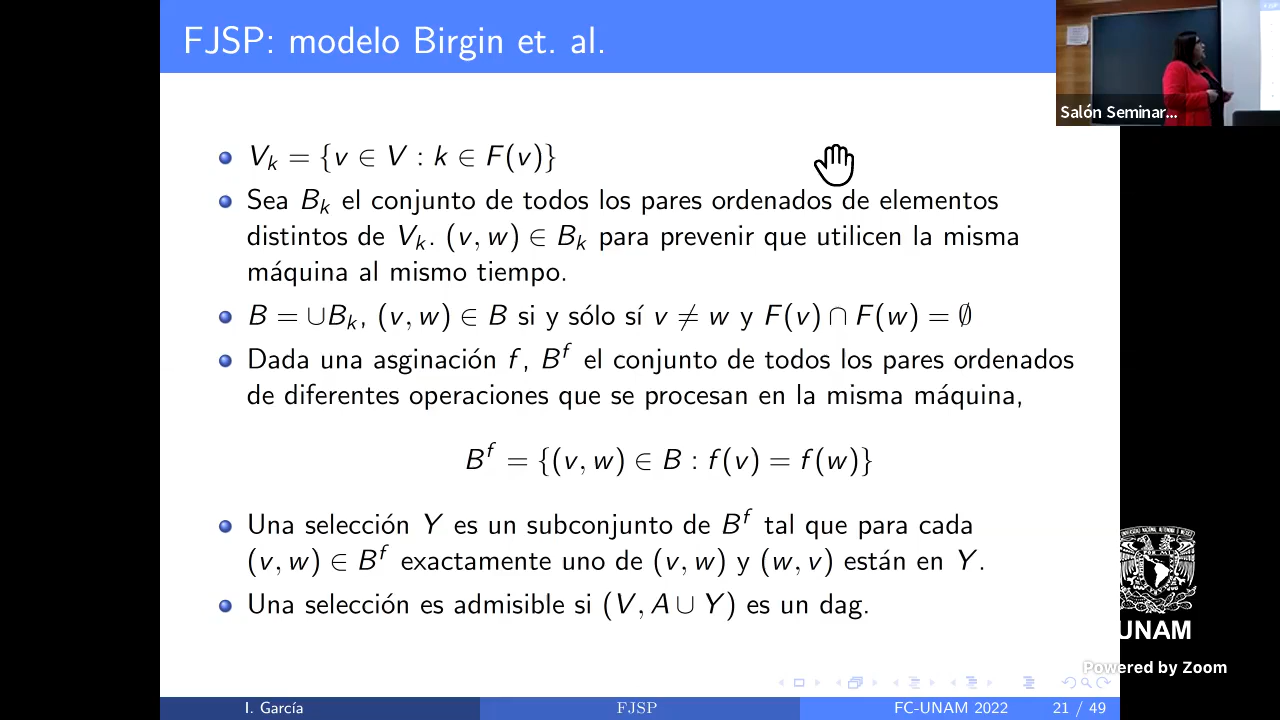 FJSP: modelo Birgin et. al.
Salón Seminar...
V_k = {v ∈ V : k ∈ F(v)}
Sea B_k el conjunto de todos los pares ordenados de elementos
distintos de V_k. (v, w) ∈ B_k para prevenir que utilicen la misma
máquina al mismo tiempo.
B = ∪B_k, (v, w) ∈ B si y sólo sí v ≠ w y F(v) ∩ F(w) = ∅
Dada una asginación f, B^f el conjunto de todos los pares ordenados
de diferentes operaciones que se procesan en la misma máquina,
B^f = {(v, w) ∈ B : f(v) = f(w)}
Una selección Y es un subconjunto de B^f tal que para cada
(v, w) ∈ B^f exactamente uno de (v, w) y (w, v) están en Y.
Una selección es admisible si (V, A ∪ Y) es un dag.
UNAM
Powered by Zoom
I. García
FJSP
FC-UNAM 2022
21 / 49